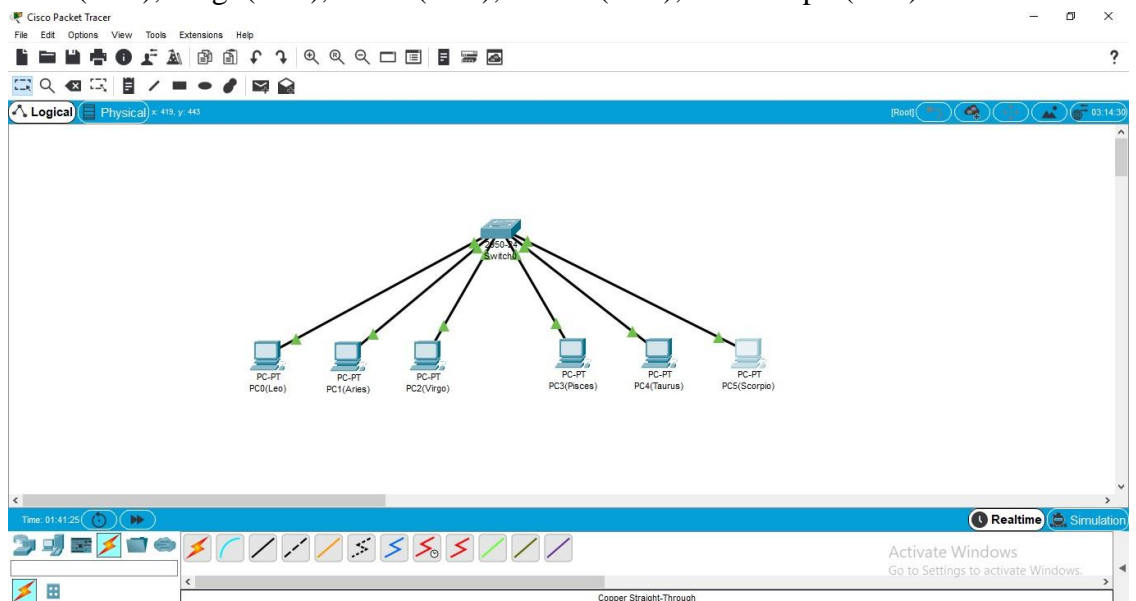 Cisco Packet Tracer
File Edit Options View Tools Extensions Help
?
Logical Physical x: 419, y: 443 [Root] 03:14:30
2950-24
Switch0
PC-PT
PC0(Leo)
PC-PT
PC1(Aries)
PC-PT
PC2(Virgo)
PC-PT
PC3(Pisces)
PC-PT
PC4(Taurus)
PC-PT
PC5(Scorpio)
Time: 01:41:25 Realtime Simulation
Activate Windows
Go to Settings to activate Windows.
Copper Straight-Through